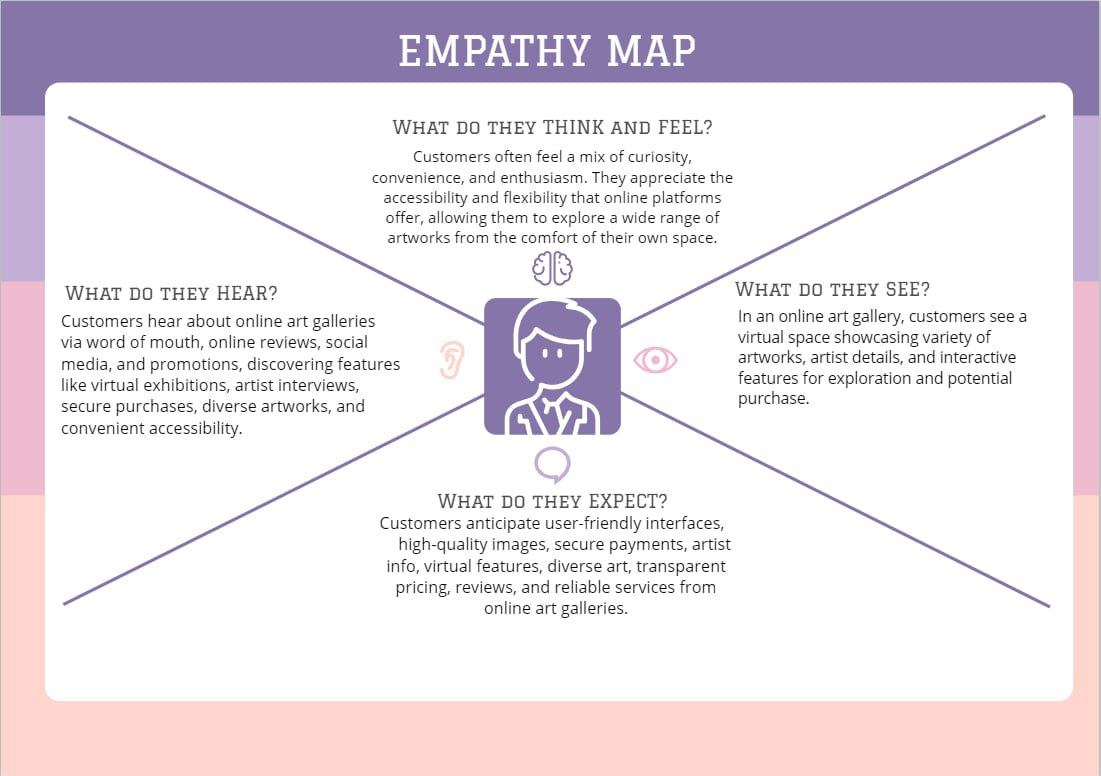 EMPATHY MAP
WHAT DO THEY THINK AND FEEL?
Customers often feel a mix of curiosity,
convenience, and enthusiasm. They appreciate the
accessibility and flexibility that online platforms
offer, allowing them to explore a wide range of
artworks from the comfort of their own space.
WHAT DO THEY HEAR?
Customers hear about online art galleries
via word of mouth, online reviews, social
media, and promotions, discovering features
like virtual exhibitions, artist interviews,
secure purchases, diverse artworks, and
convenient accessibility.
WHAT DO THEY SEE?
In an online art gallery, customers see a
virtual space showcasing variety of
artworks, artist details, and interactive
features for exploration and potential
purchase.
WHAT DO THEY EXPECT?
Customers anticipate user-friendly interfaces,
high-quality images, secure payments, artist
info, virtual features, diverse art, transparent
pricing, reviews, and reliable services from
online art galleries.